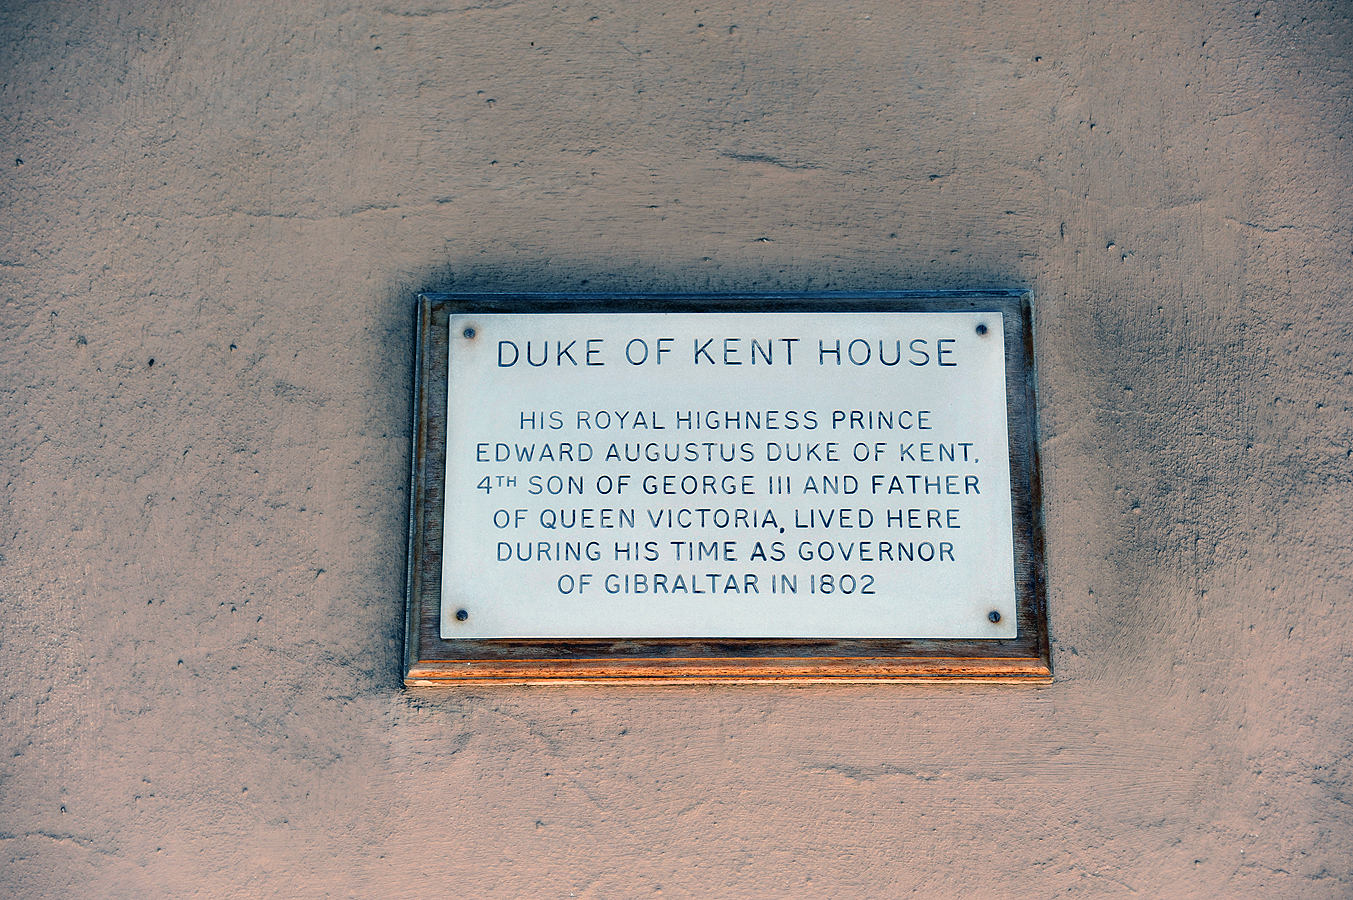 DUKE OF KENT HOUSE
HIS ROYAL HIGHNESS PRINCE
EDWARD AUGUSTUS DUKE OF KENT.
4TH SON OF GEORGE III AND FATHER
OF QUEEN VICTORIA, LIVED HERE
DURING HIS TIME AS GOVERNOR
OF GIBRALTAR IN 1802